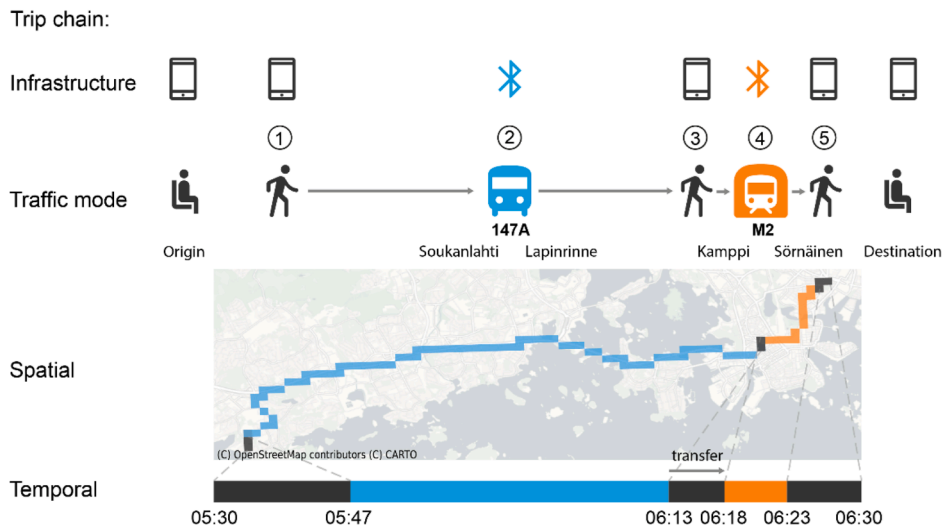 Trip chain:
Infrastructure
1 2 3 4 5
Traffic mode
147A M2
Origin Soukanlahti Lapinrinne Kamppi Sörnäinen Destination
Spatial
(C) OpenStreetMap contributors (C) CARTO
transfer
Temporal
05:30 05:47 06:13 06:18 06:23 06:30